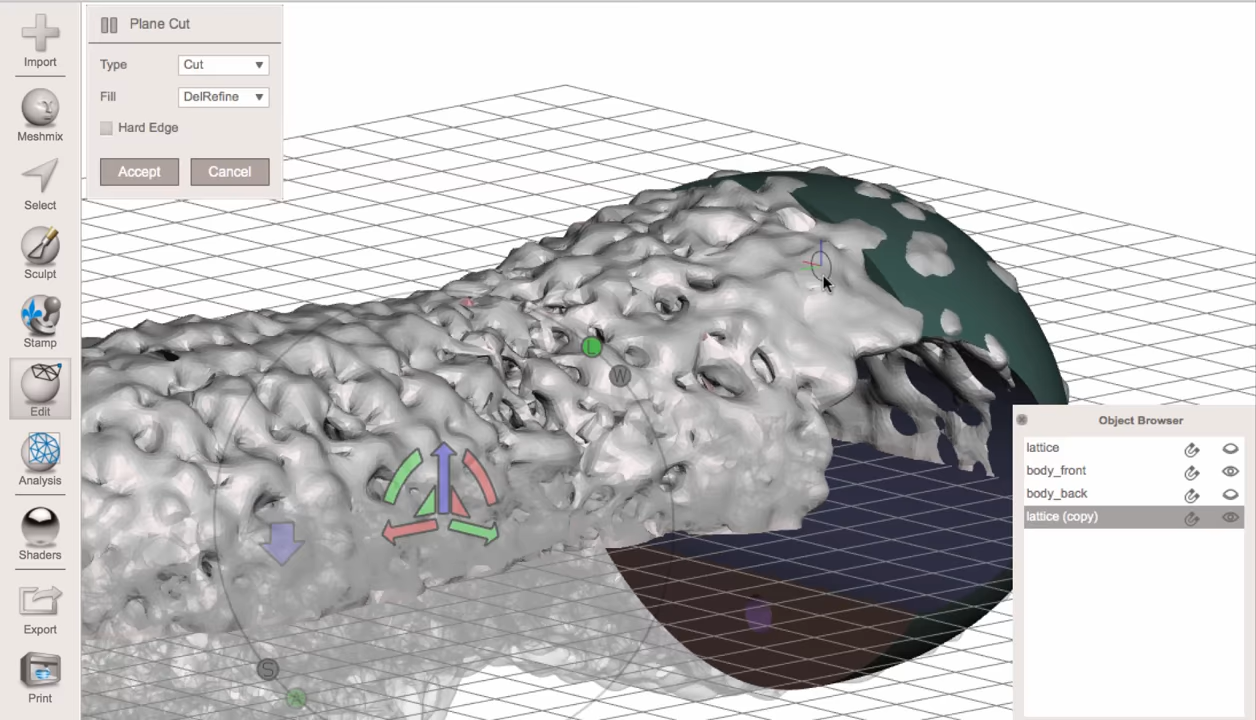 Import
Meshmix
Select
Sculpt
Stamp
Edit
Analysis
Shaders
Export
Print
Plane Cut
Type Cut
Fill DelRefine
Hard Edge
Accept Cancel
L
W
S
A
Object Browser
lattice
body_front
body_back
lattice (copy)